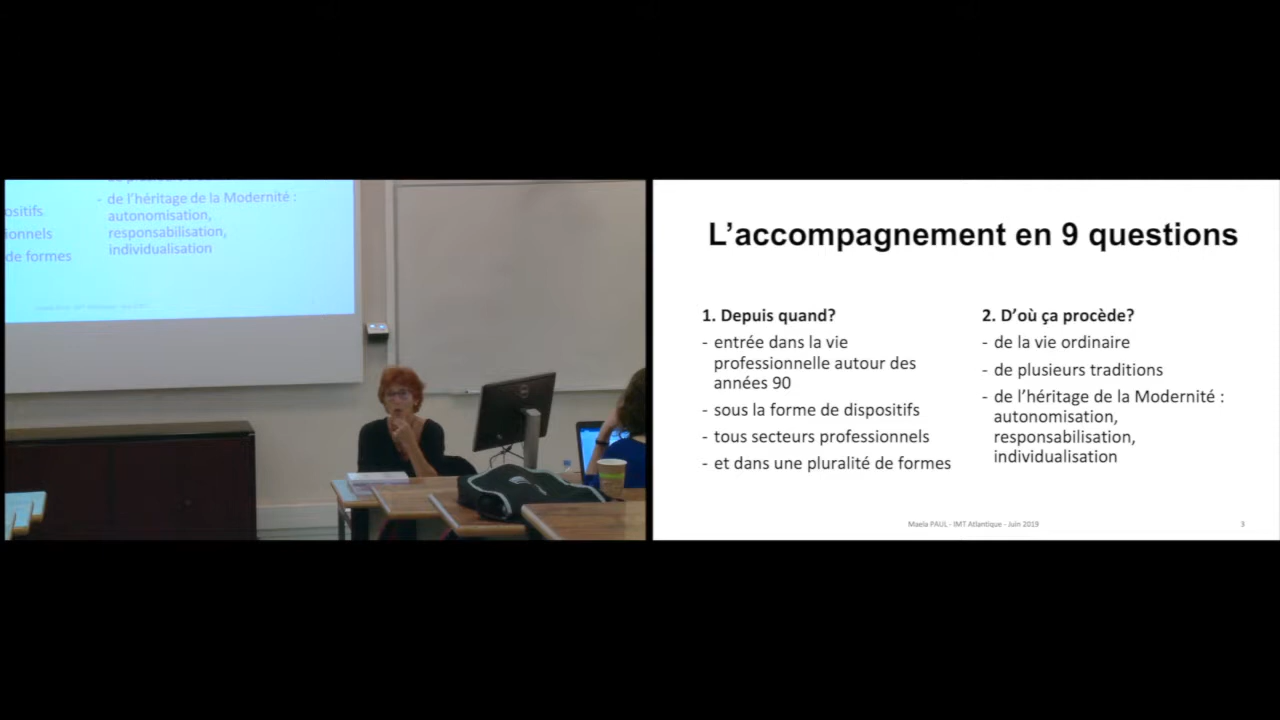 ositifs
ionnels
de formes
- de l'héritage de la Modernité :
autonomisation,
responsabilisation,
individualisation
L'accompagnement en 9 questions
1. Depuis quand?
- entrée dans la vie
professionnelle autour des
années 90
- sous la forme de dispositifs
- tous secteurs professionnels
- et dans une pluralité de formes
2. D'où ça procède?
- de la vie ordinaire
- de plusieurs traditions
- de l'héritage de la Modernité :
autonomisation,
responsabilisation,
individualisation
Maela PAUL - IMT Atlantique - Juin 2019
3